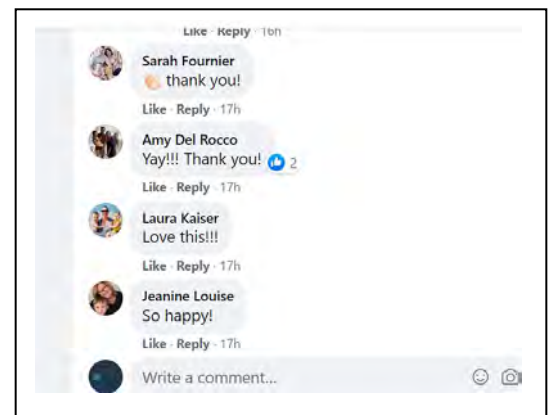 Like · Reply · 16h
Sarah Fournier
👏🏻 thank you!
Like · Reply · 17h
Amy Del Rocco
Yay!!! Thank you! 2
Like · Reply · 17h
Laura Kaiser
Love this!!!
Like · Reply · 17h
Jeanine Louise
So happy!
Like · Reply · 17h
Write a comment...